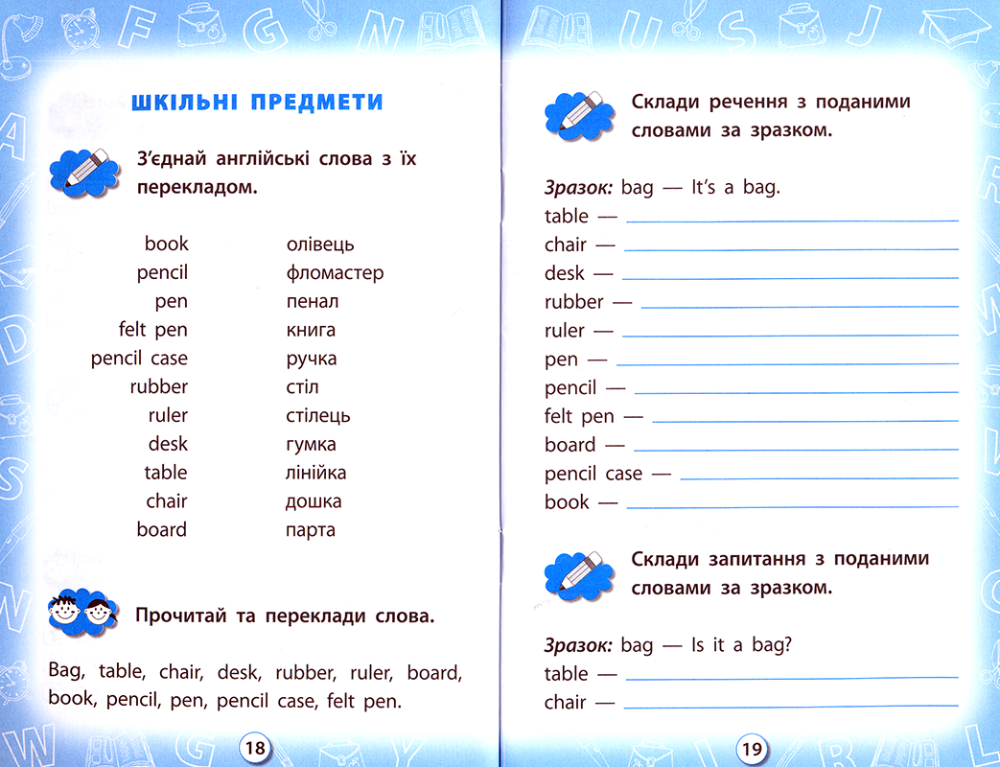 ШКІЛЬНІ ПРЕДМЕТИ
З’єднай англійські слова з їх
перекладом.
book олівець
pencil фломастер
pen пенал
felt pen книга
pencil case ручка
rubber стіл
ruler стілець
desk гумка
table лінійка
chair дошка
board парта
Прочитай та переклади слова.
Bag, table, chair, desk, rubber, ruler, board,
book, pencil, pen, pencil case, felt pen.
18
Склади речення з поданими
словами за зразком.
Зразок: bag — It’s a bag.
table —
chair —
desk —
rubber —
ruler —
pen —
pencil —
felt pen —
board —
pencil case —
book —
Склади запитання з поданими
словами за зразком.
Зразок: bag — Is it a bag?
table —
chair —
19